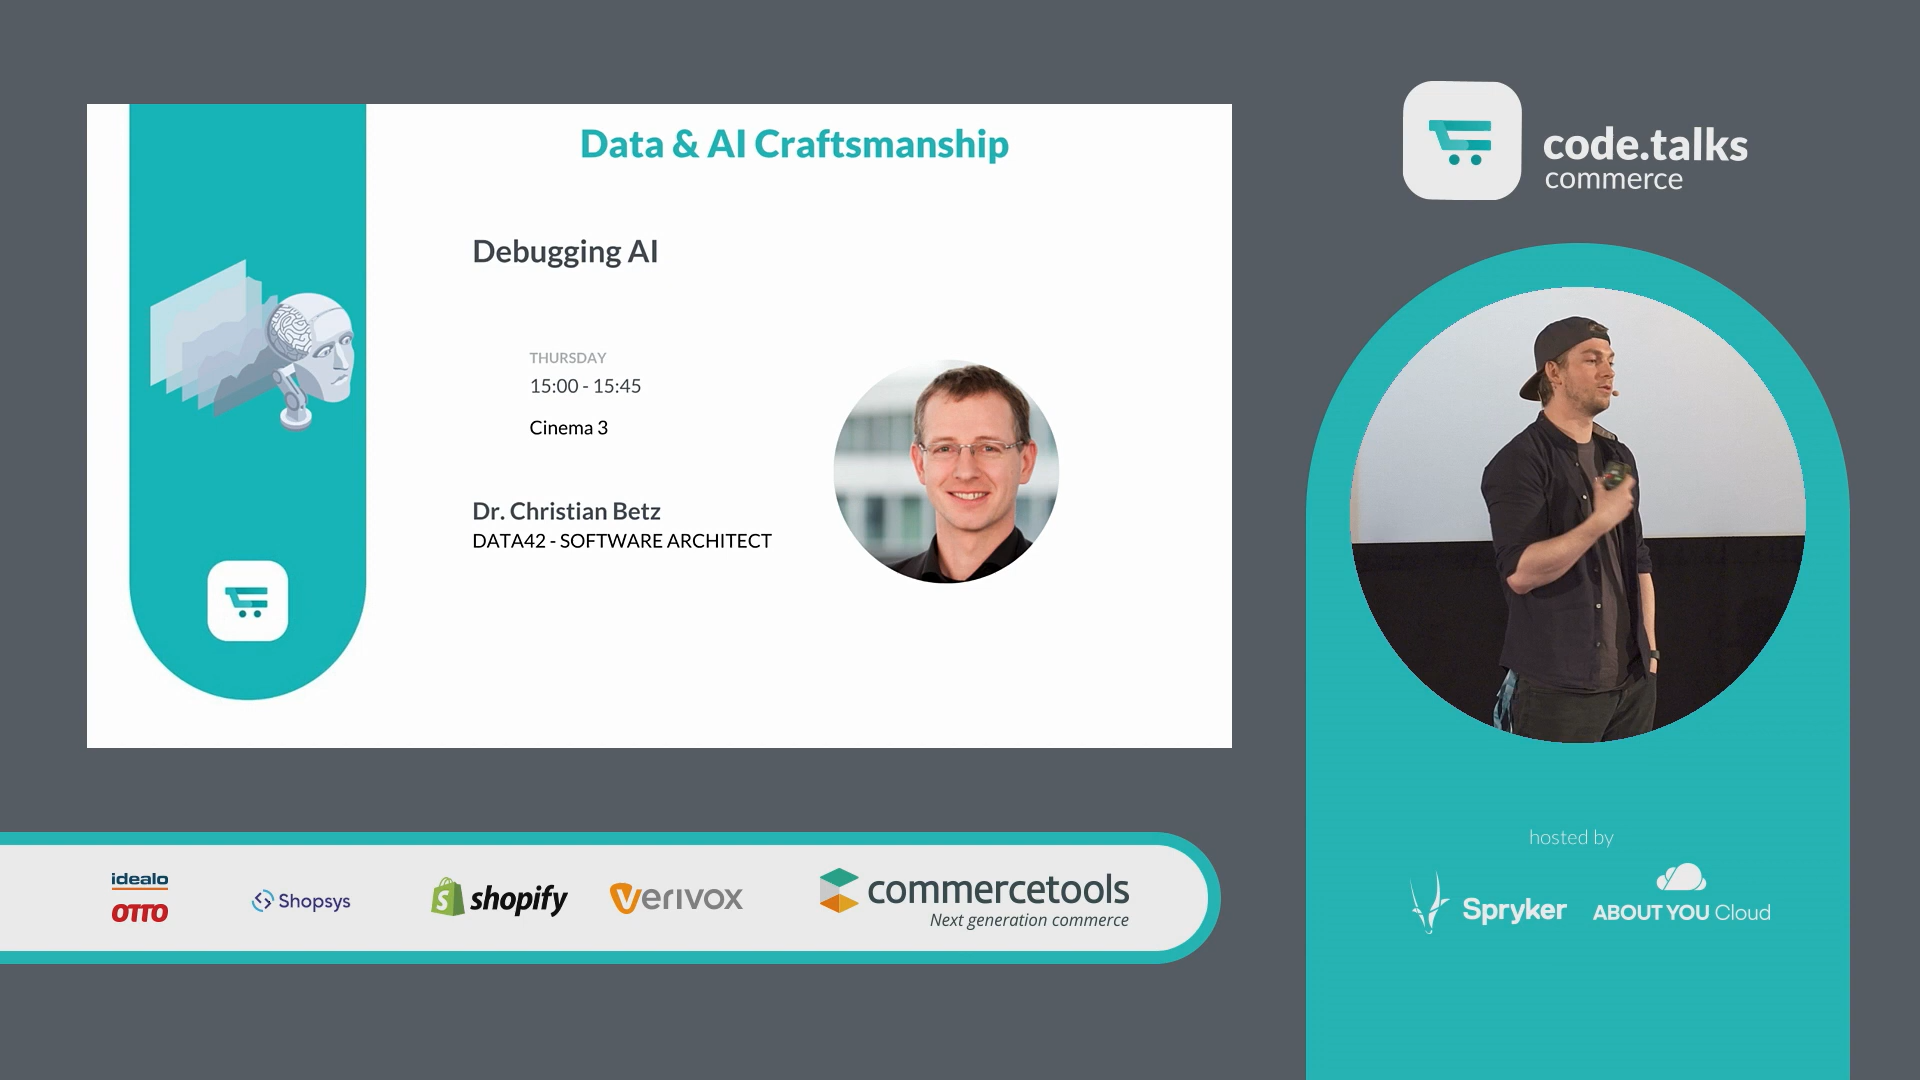 Data & AI Craftsmanship
Debugging AI
THURSDAY
15:00 - 15:45
Cinema 3
Dr. Christian Betz
DATA42 - SOFTWARE ARCHITECT
code.talks
commerce
hosted by
Spryker
ABOUT YOU Cloud
idealo
OTTO
Shopsys
shopify
VERIVOX
commercetools
Next generation commerce